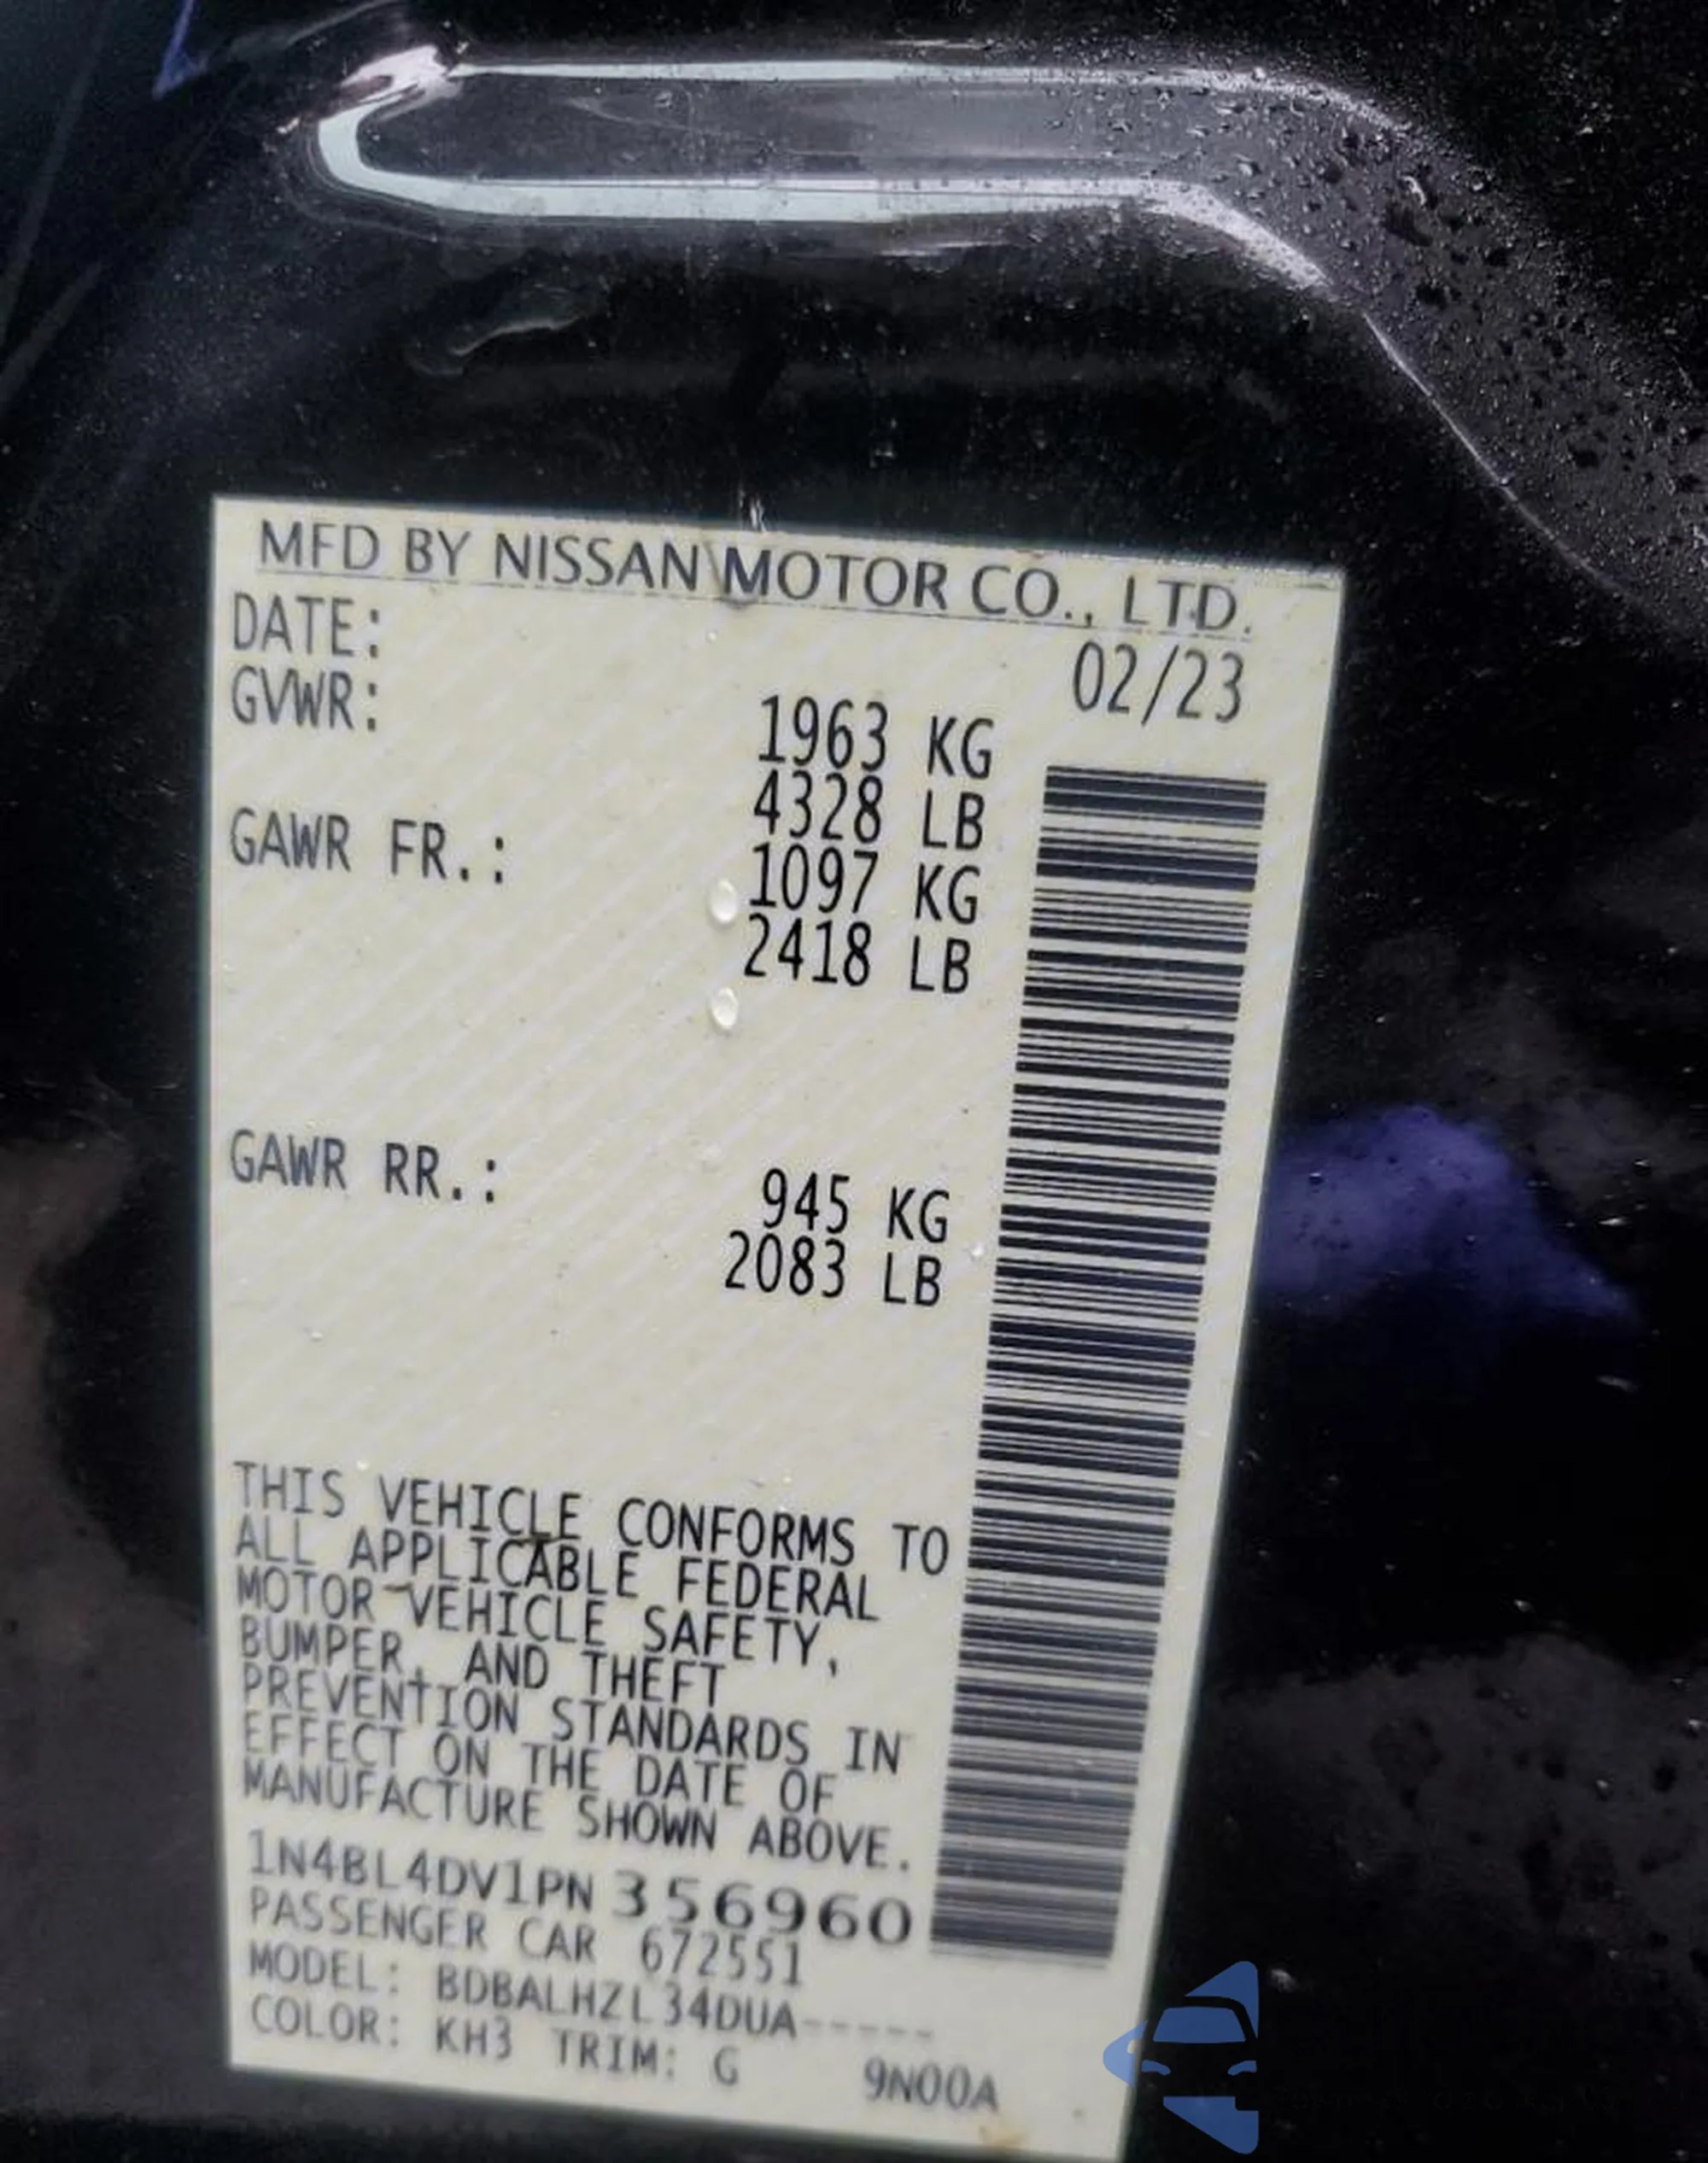 MFD BY NISSAN MOTOR CO., LTD.
DATE: 02/23
GVWR: 1963 KG
4328 LB
GAWR FR.: 1097 KG
2418 LB
GAWR RR.: 945 KG
2083 LB
THIS VEHICLE CONFORMS TO
ALL APPLICABLE FEDERAL
MOTOR VEHICLE SAFETY,
BUMPER, AND THEFT
PREVENTION STANDARDS IN
EFFECT ON THE DATE OF
MANUFACTURE SHOWN ABOVE.
1N4BL4DV1PN356960
PASSENGER CAR 672551
MODEL: BDBALHZL34DUA-----
COLOR: KH3 TRIM: G 9N00A